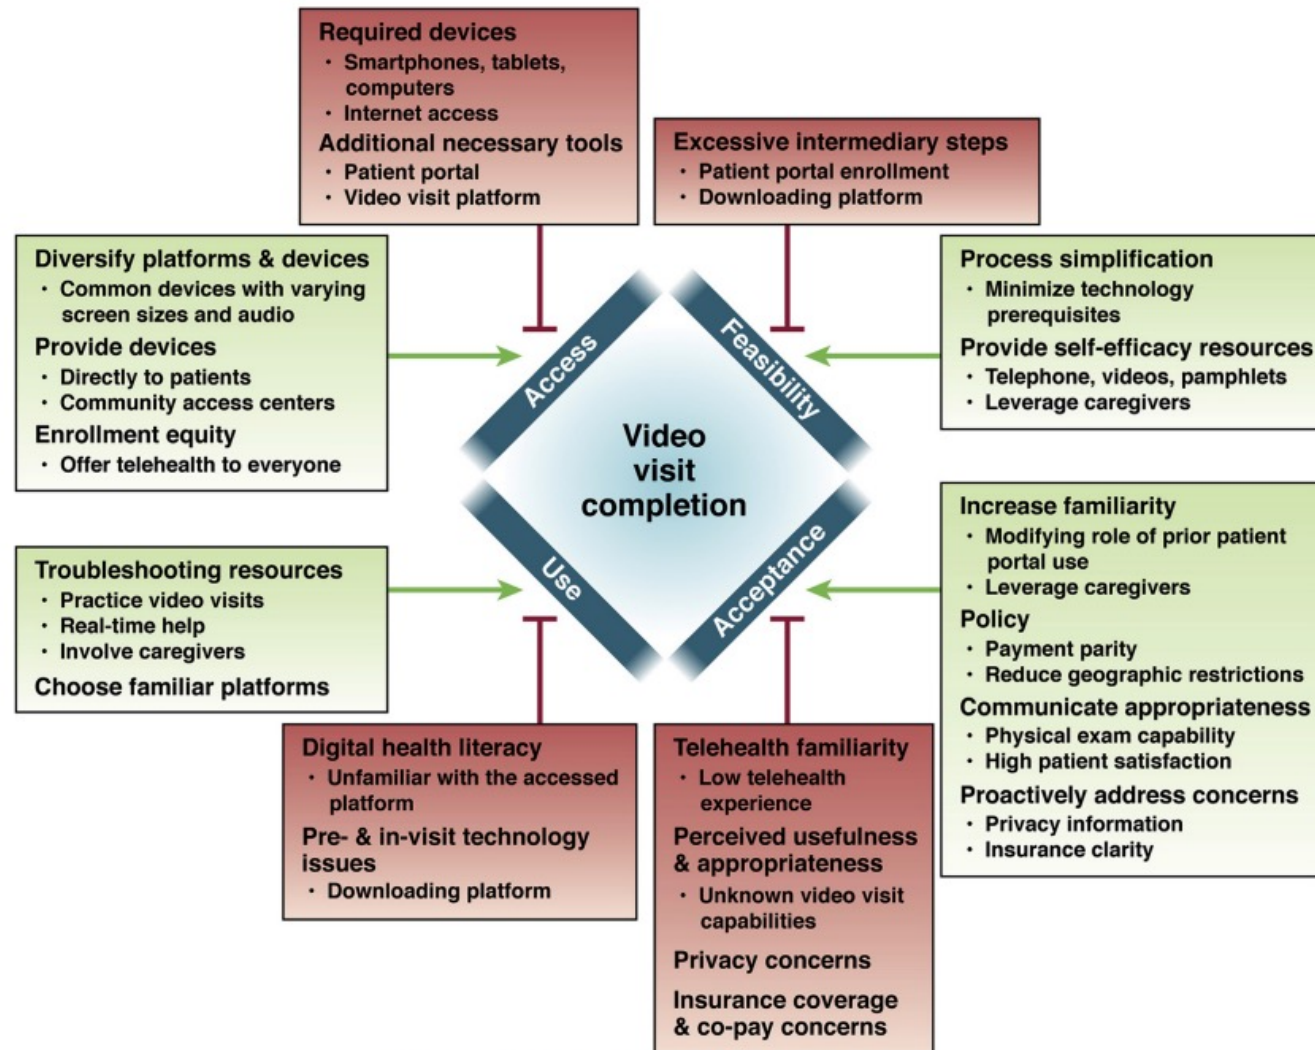 Required devices
· Smartphones, tablets,
computers
· Internet access
Additional necessary tools
· Patient portal
· Video visit platform
Excessive intermediary steps
· Patient portal enrollment
· Downloading platform
Diversify platforms & devices
· Common devices with varying
screen sizes and audio
Provide devices
· Directly to patients
· Community access centers
Enrollment equity
· Offer telehealth to everyone
Process simplification
· Minimize technology
prerequisites
Provide self-efficacy resources
· Telephone, videos, pamphlets
· Leverage caregivers
Access
Feasibility
Video
visit
completion
Use
Acceptance
Troubleshooting resources
· Practice video visits
· Real-time help
· Involve caregivers
Choose familiar platforms
Increase familiarity
· Modifying role of prior patient
portal use
· Leverage caregivers
Policy
· Payment parity
· Reduce geographic restrictions
Communicate appropriateness
· Physical exam capability
· High patient satisfaction
Proactively address concerns
· Privacy information
· Insurance clarity
Digital health literacy
· Unfamiliar with the accessed
platform
Pre- & in-visit technology
issues
· Downloading platform
Telehealth familiarity
· Low telehealth
experience
Perceived usefulness
& appropriateness
· Unknown video visit
capabilities
Privacy concerns
Insurance coverage
& co-pay concerns